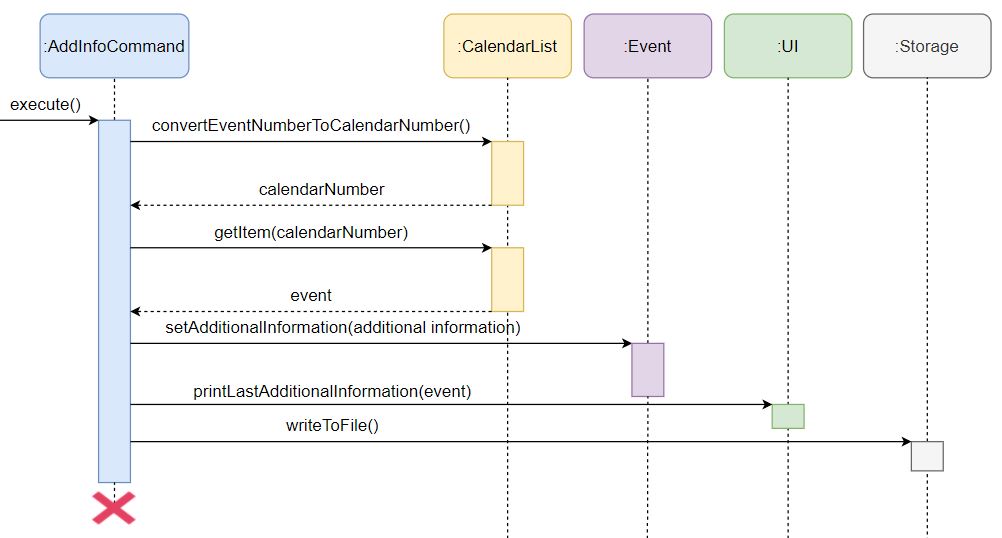 :AddInfoCommand
:CalendarList
:Event
:UI
:Storage
execute()
convertEventNumberToCalendarNumber()
calendarNumber
getItem(calendarNumber)
event
setAdditionalInformation(additional information)
printLastAdditionalInformation(event)
writeToFile()